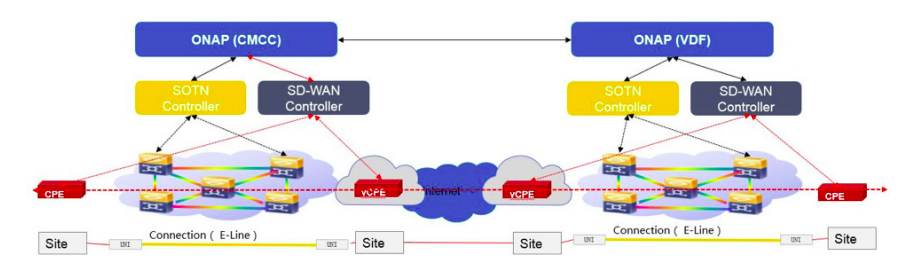 ONAP (CMCC)
ONAP (VDF)
SOTN
Controller
SD-WAN
Controller
SOTN
Controller
SD-WAN
Controller
CPE
vCPE
Internet
vCPE
CPE
Site
UNI
Connection ( E-Line )
UNI
Site
Site
UNI
Connection ( E-Line )
UNI
Site